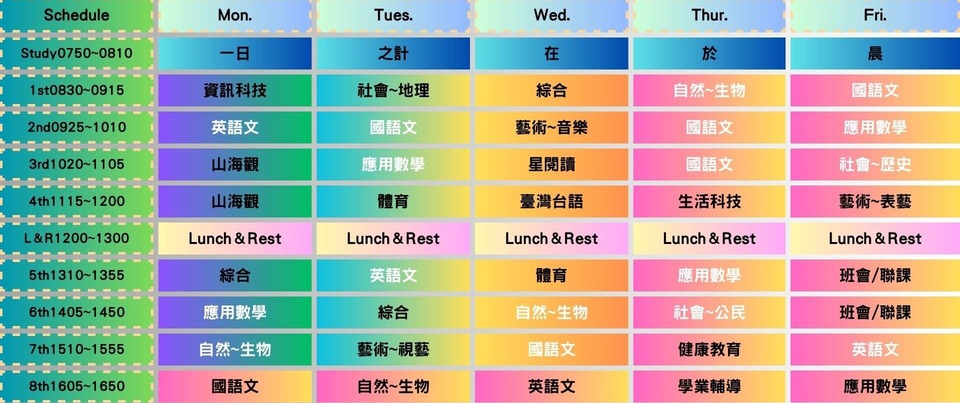 Schedule Mon. Tues. Wed. Thur. Fri.
Study0750~0810 一日 之計 在 於 晨
1st0830~0915 資訊科技 社會~地理 綜合 自然~生物 國語文
2nd0925~1010 英語文 國語文 藝術~音樂 國語文 應用數學
3rd1020~1105 山海觀 應用數學 星閱讀 國語文 社會~歷史
4th1115~1200 山海觀 體育 臺灣台語 生活科技 藝術~表藝
L&R1200~1300 Lunch&Rest Lunch&Rest Lunch&Rest Lunch&Rest Lunch&Rest
5th1310~1355 綜合 英語文 體育 應用數學 班會/聯課
6th1405~1450 應用數學 綜合 自然~生物 社會~公民 班會/聯課
7th1510~1555 自然~生物 藝術~視藝 國語文 健康教育 英語文
8th1605~1650 國語文 自然~生物 英語文 學業輔導 應用數學